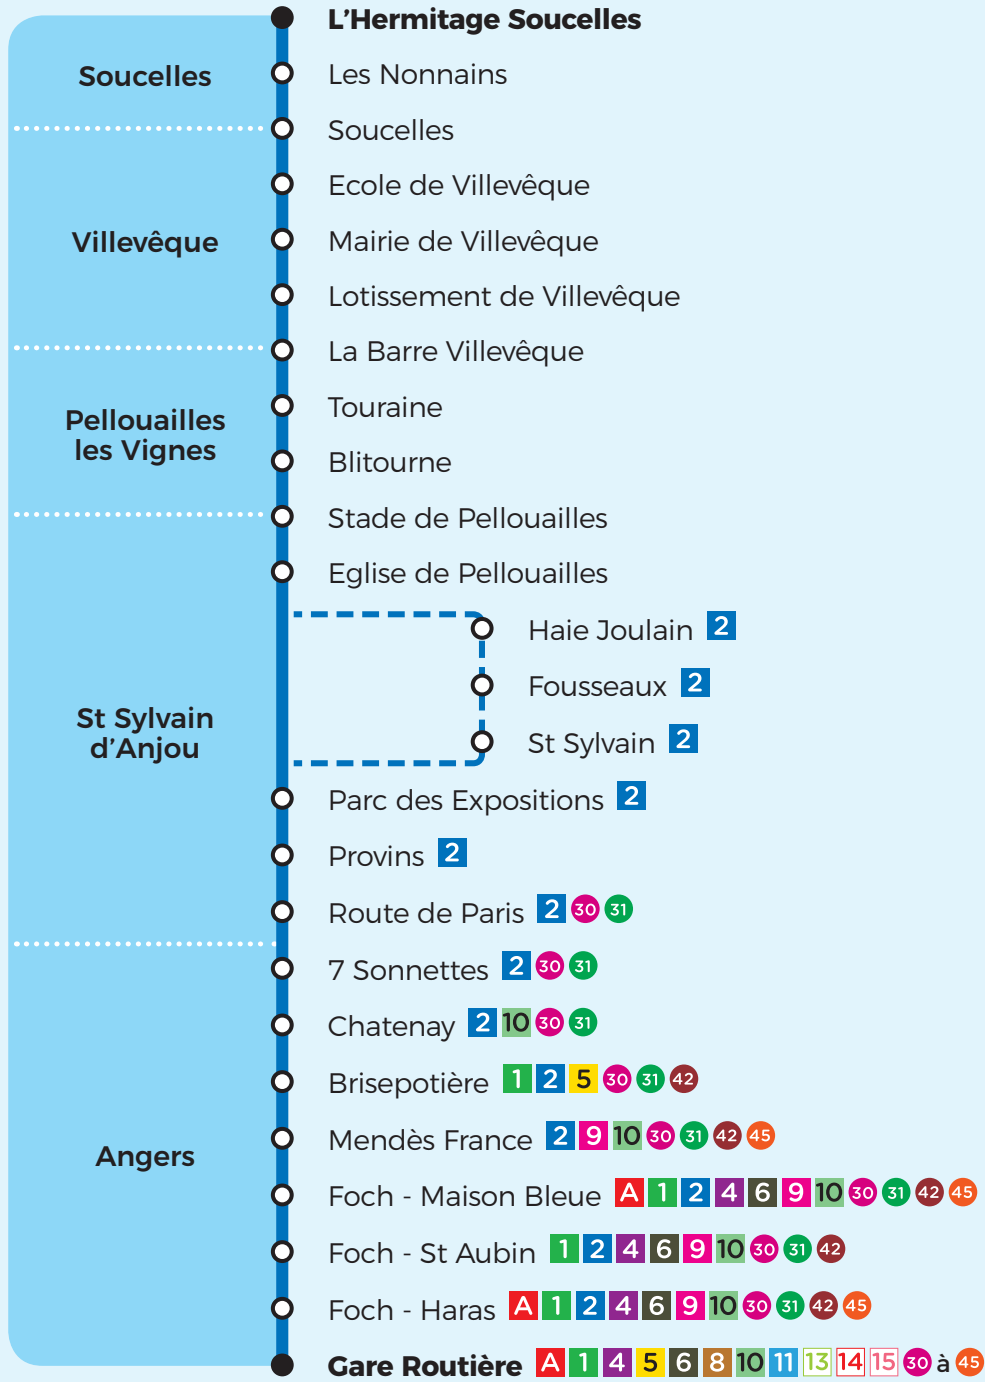 L'Hermitage Soucelles
Soucelles
Les Nonnains
Soucelles
Ecole de Villevêque
Villevêque
Mairie de Villevêque
Lotissement de Villevêque
La Barre Villevêque
Pellouailles
les Vignes
Touraine
Blitourne
Stade de Pellouailles
Eglise de Pellouailles
St Sylvain
d'Anjou
Haie Joulain 2
Fousseaux 2
St Sylvain 2
Parc des Expositions 2
Provins 2
Route de Paris 2 30 31
Angers
7 Sonnettes 2 30 31
Chatenay 2 10 30 31
Brisepotière 1 2 5 30 31 42
Mendès France 2 9 10 30 31 42 45
Foch - Maison Bleue A 1 2 4 6 9 10 30 31 42 45
Foch - St Aubin 1 2 4 6 9 10 30 31 42
Foch - Haras A 1 2 4 6 9 10 30 31 42 45
Gare Routière A 1 4 5 6 8 10 11 13 14 15 30 à 45